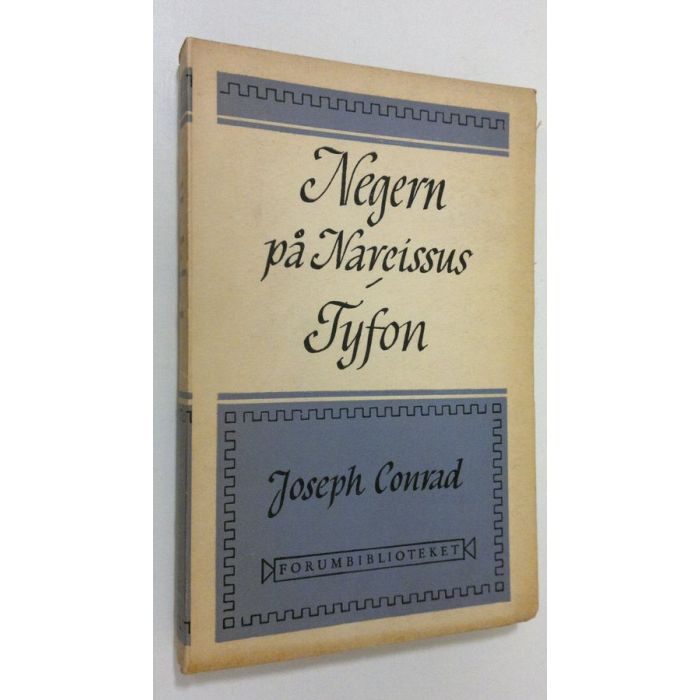 Negern
på Narcissus
-
Tyfon
Joseph Conrad
FORUMBIBLIOTEKET